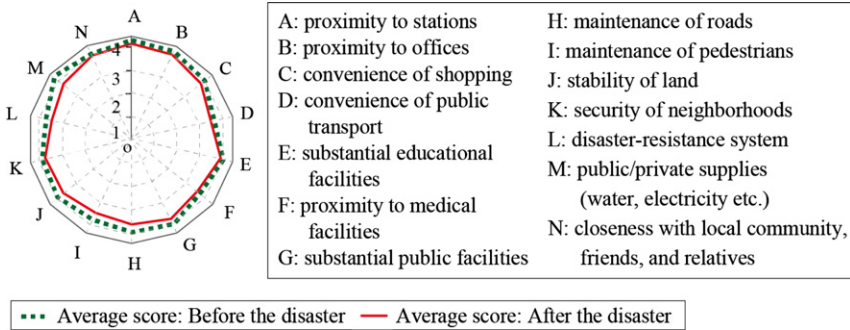 A
B
C
D
E
F
G
H
I
J
K
L
M
N
4
3
2
1
0
A: proximity to stations
B: proximity to offices
C: convenience of shopping
D: convenience of public
transport
E: substantial educational
facilities
F: proximity to medical
facilities
G: substantial public facilities
H: maintenance of roads
I: maintenance of pedestrians
J: stability of land
K: security of neighborhoods
L: disaster-resistance system
M: public/private supplies
(water, electricity etc.)
N: closeness with local community,
friends, and relatives
Average score: Before the disaster
Average score: After the disaster